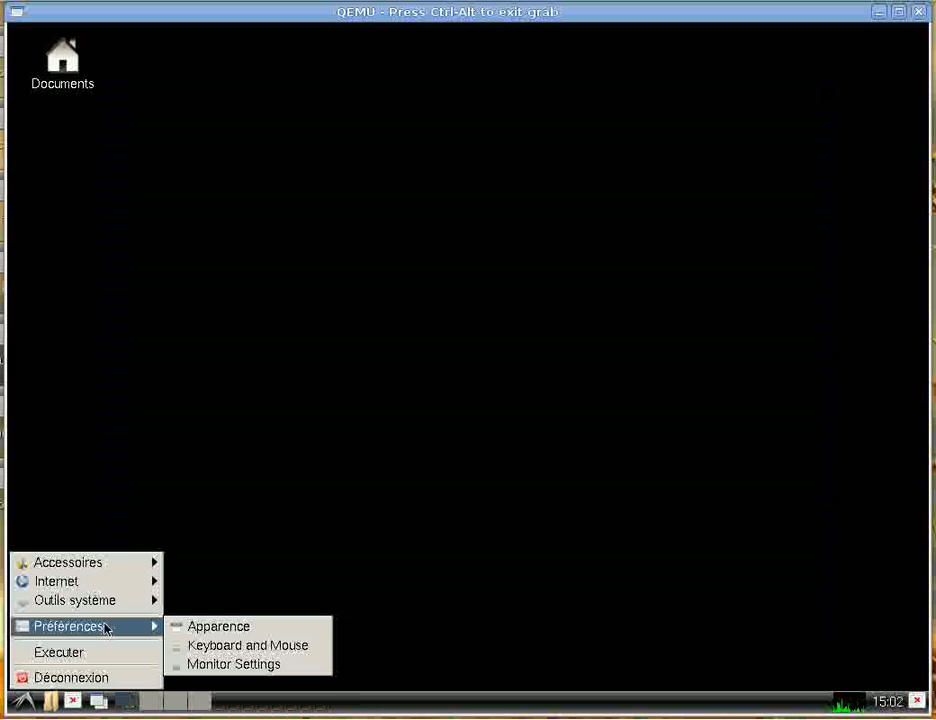 QEMU - Press Ctrl-Alt to exit grab
Documents
Accessoires
Internet
Outils système
Préférences
Apparence
Keyboard and Mouse
Monitor Settings
Executer
Déconnexion
15:02